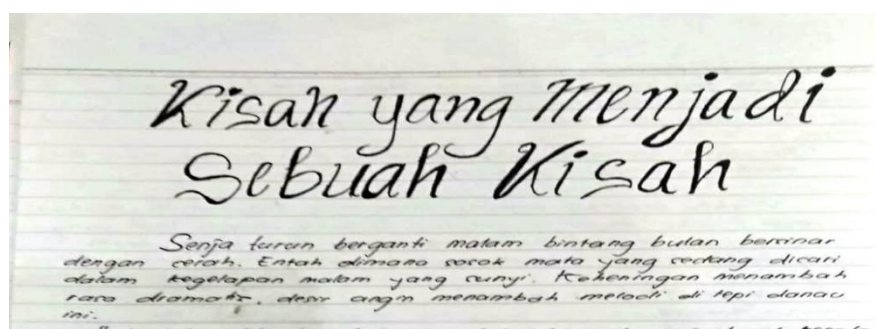 Kisah yang Menjadi
Sebuah Kisah
Senja turun berganti malam bintang bulan bersinar
dengan cerah. Entah dimana sosok mata yang sedang dicari
dalam kegelapan malam yang sunyi. Keheningan menambah
rasa dramatis, desir angin menambah melodi di tepi danau
ini.